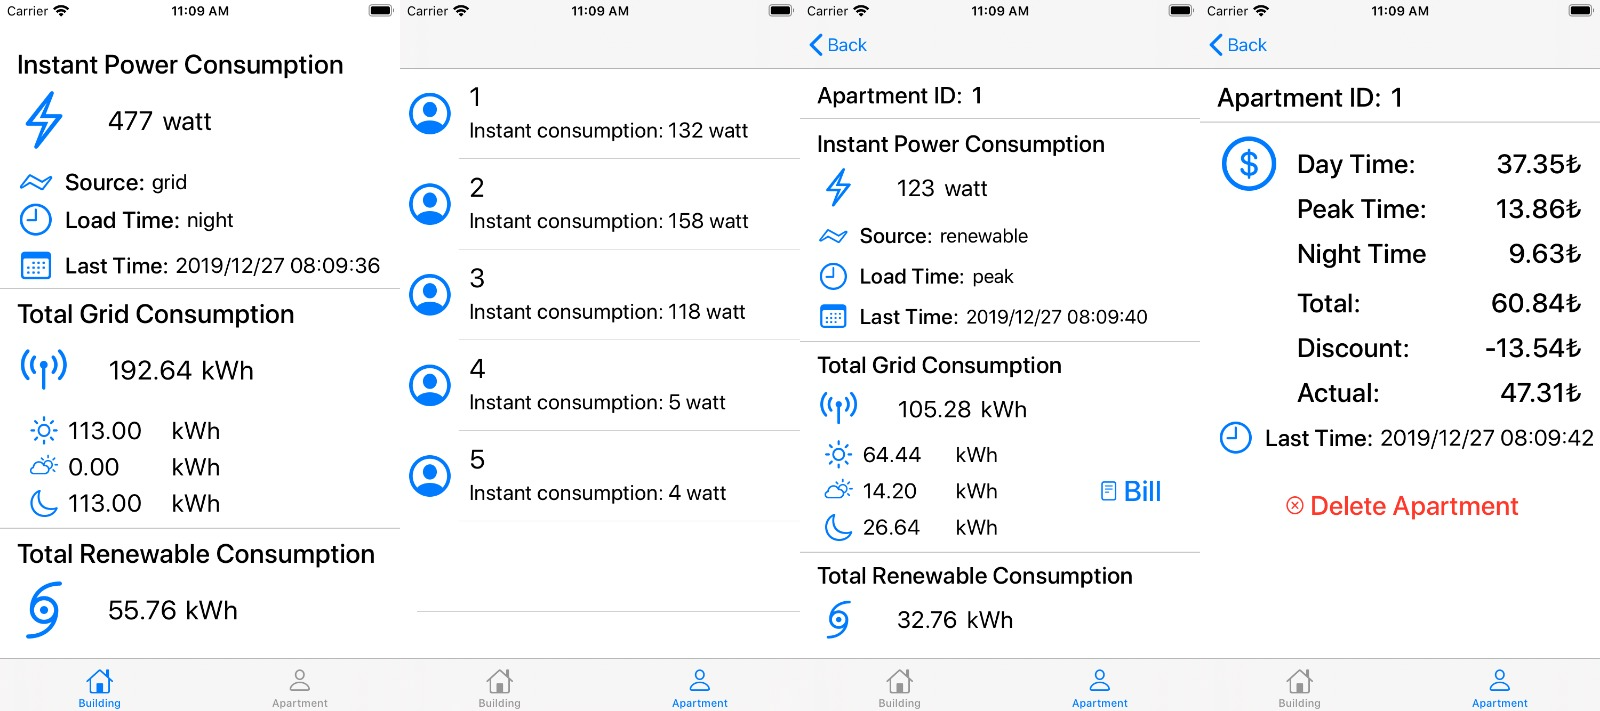 Carrier 11:09 AM
Instant Power Consumption
477 watt
Source: grid
Load Time: night
Last Time: 2019/12/27 08:09:36
Total Grid Consumption
192.64 kWh
113.00 kWh
0.00 kWh
113.00 kWh
Total Renewable Consumption
55.76 kWh
Building Apartment
Carrier 11:09 AM
1
Instant consumption: 132 watt
2
Instant consumption: 158 watt
3
Instant consumption: 118 watt
4
Instant consumption: 5 watt
5
Instant consumption: 4 watt
Building Apartment
Carrier 11:09 AM
Back
Apartment ID: 1
Instant Power Consumption
123 watt
Source: renewable
Load Time: peak
Last Time: 2019/12/27 08:09:40
Total Grid Consumption
105.28 kWh
64.44 kWh
14.20 kWh
Bill
26.64 kWh
Total Renewable Consumption
32.76 kWh
Building Apartment
Carrier 11:09 AM
Back
Apartment ID: 1
$
Day Time: 37.35₺
Peak Time: 13.86₺
Night Time 9.63₺
Total: 60.84₺
Discount: -13.54₺
Actual: 47.31₺
Last Time: 2019/12/27 08:09:42
Delete Apartment
Building Apartment